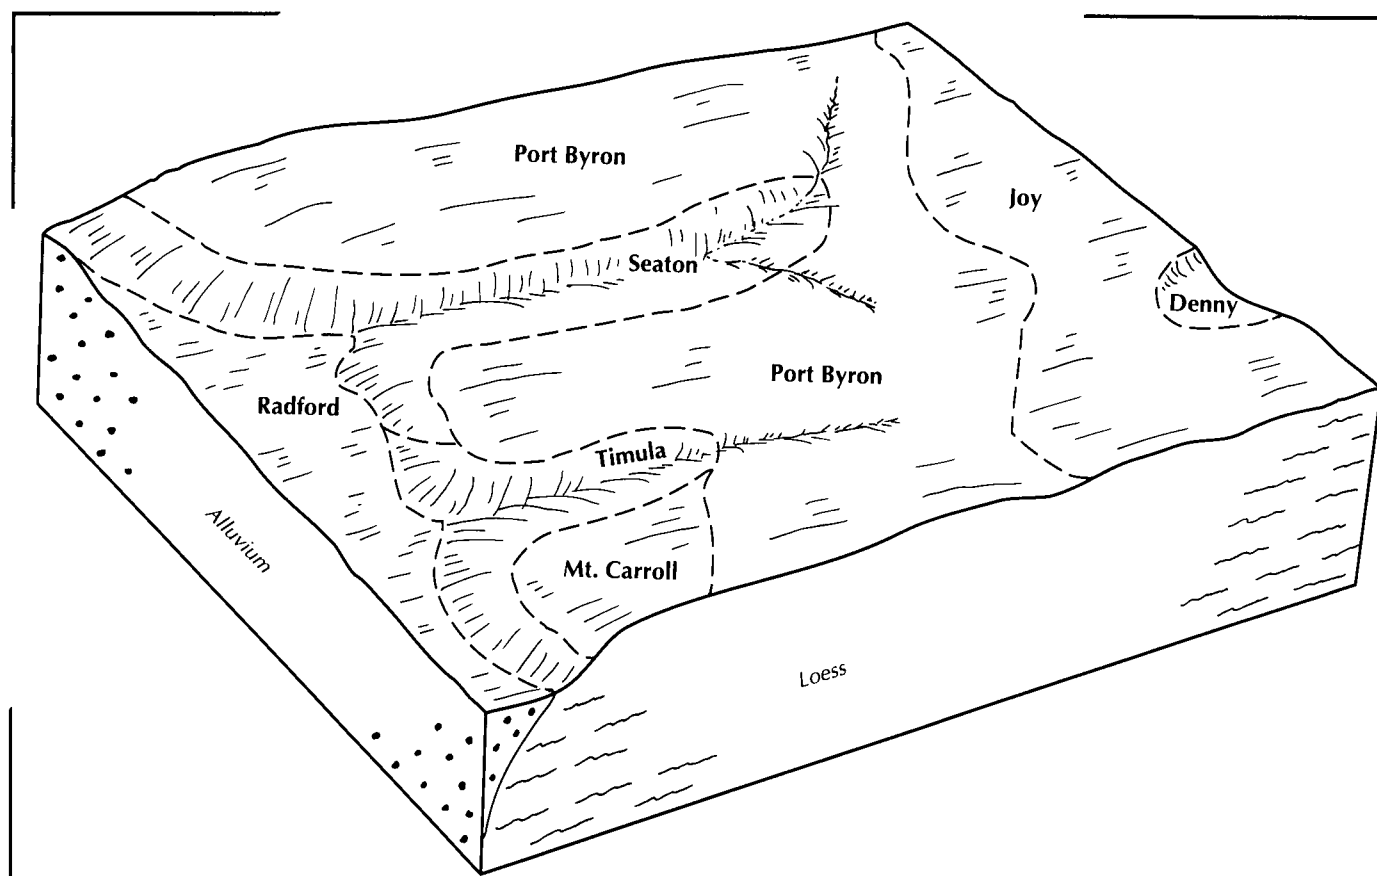 Port Byron
Joy
Seaton
Denny
Port Byron
Radford
Timula
Alluvium
Mt. Carroll
Loess